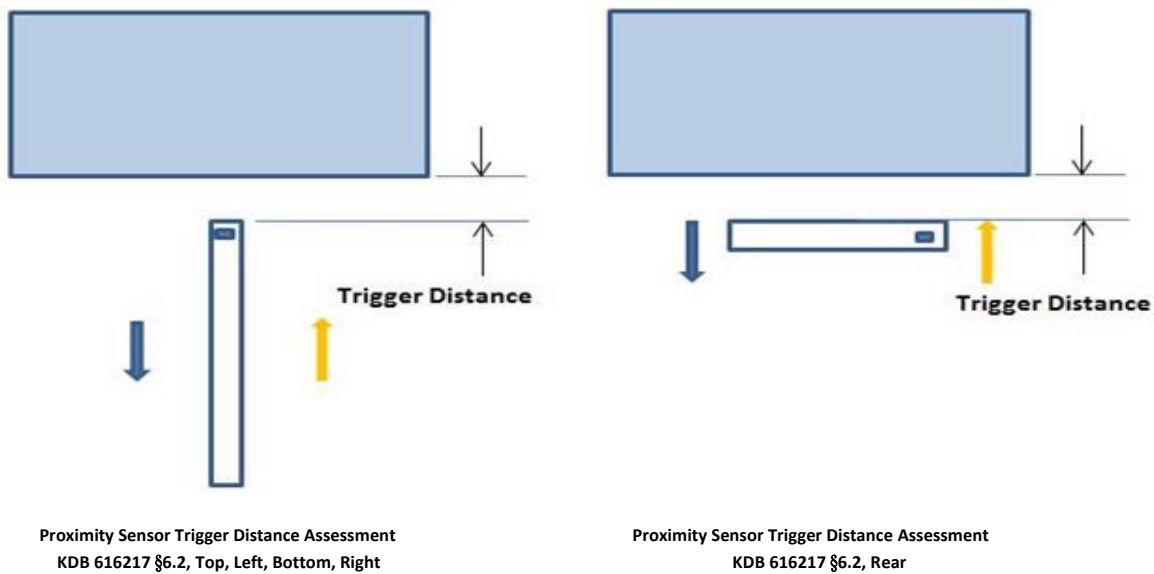 Trigger Distance
Trigger Distance
Proximity Sensor Trigger Distance Assessment
KDB 616217 §6.2, Top, Left, Bottom, Right
Proximity Sensor Trigger Distance Assessment
KDB 616217 §6.2, Rear